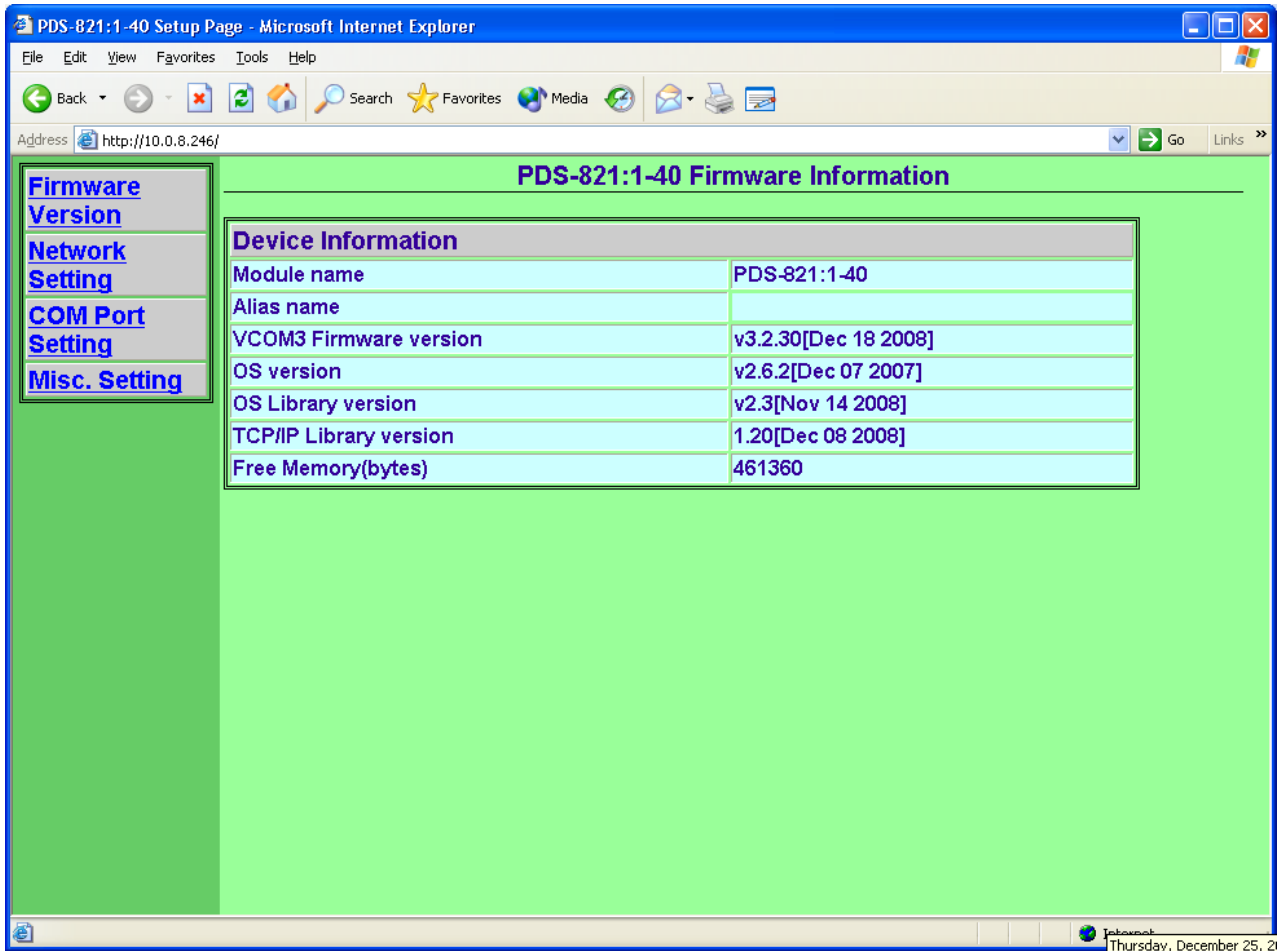 PDS-821:1-40 Setup Page - Microsoft Internet Explorer
File Edit View Favorites Tools Help
Back Search Favorites Media
Address http://10.0.8.246/ Go Links »
Firmware
Version
Network
Setting
COM Port
Setting
Misc. Setting
PDS-821:1-40 Firmware Information
Device Information
Module name PDS-821:1-40
Alias name
VCOM3 Firmware version v3.2.30[Dec 18 2008]
OS version v2.6.2[Dec 07 2007]
OS Library version v2.3[Nov 14 2008]
TCP/IP Library version 1.20[Dec 08 2008]
Free Memory(bytes) 461360
Thursday, December 25,